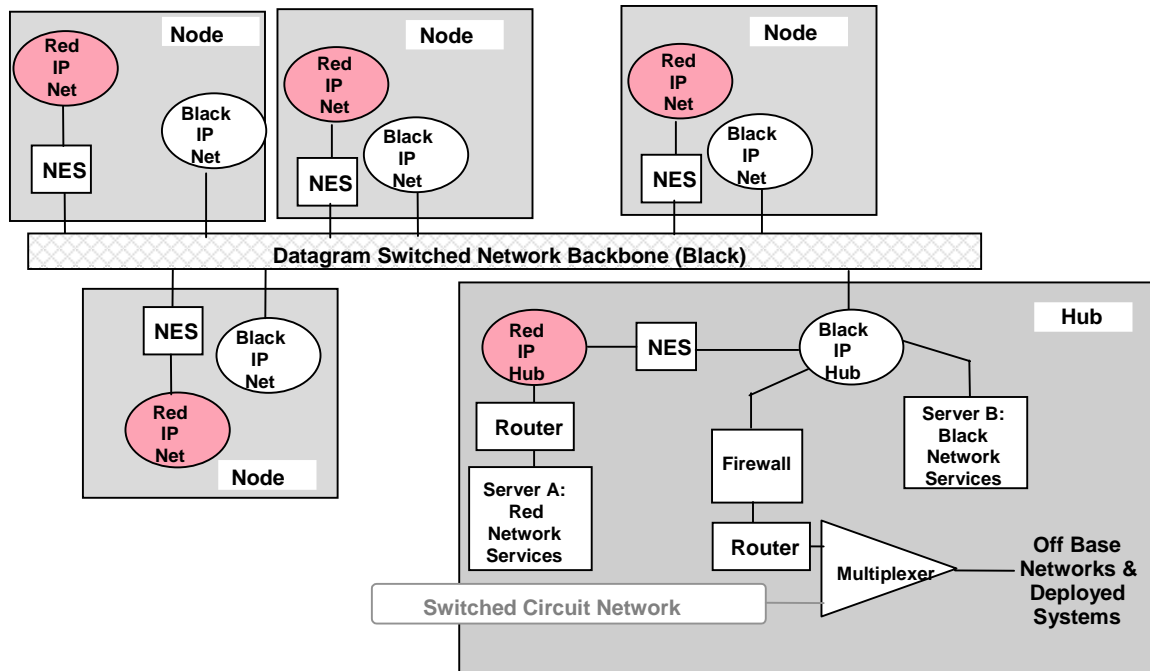 Node
Red
IP
Net
Black
IP
Net
NES
Node
Red
IP
Net
Black
IP
Net
NES
Node
Red
IP
Net
Black
IP
Net
NES
Datagram Switched Network Backbone (Black)
NES
Black
IP
Net
Red
IP
Net
Node
Hub
Red
IP
Hub
NES
Black
IP
Hub
Router
Server A:
Red
Network
Services
Firewall
Server B:
Black
Network
Services
Router
Multiplexer
Off Base
Networks &
Deployed
Systems
Switched Circuit Network